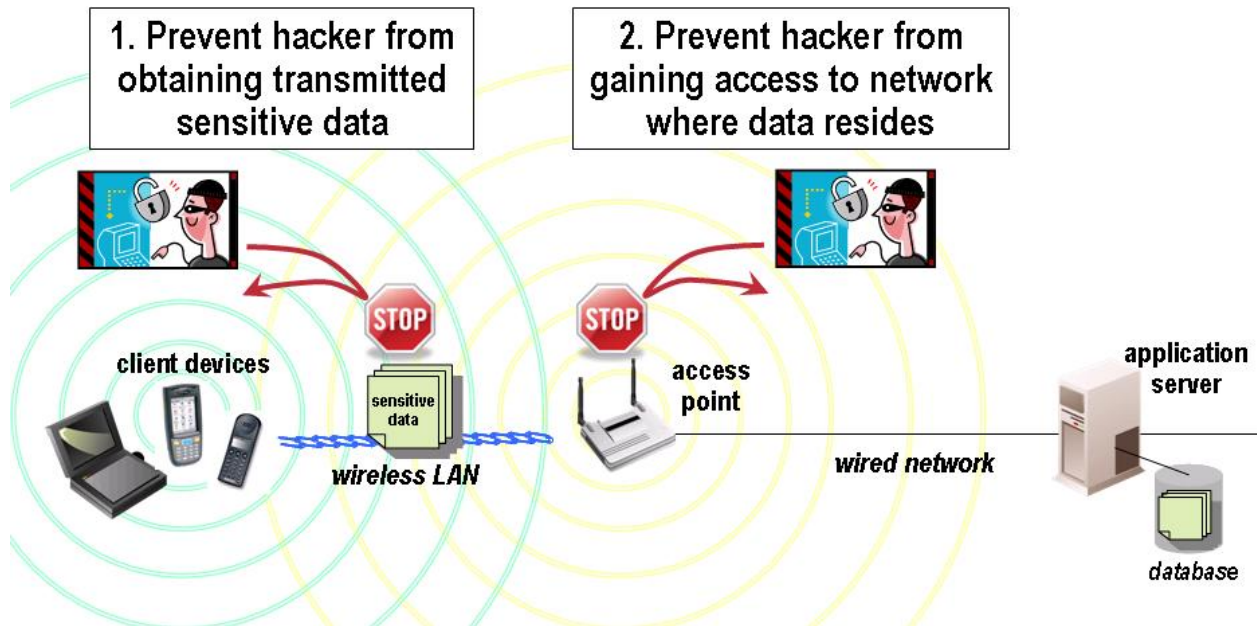 1. Prevent hacker from
obtaining transmitted
sensitive data
2. Prevent hacker from
gaining access to network
where data resides
STOP
STOP
client devices
sensitive
data
wireless LAN
access
point
wired network
application
server
database